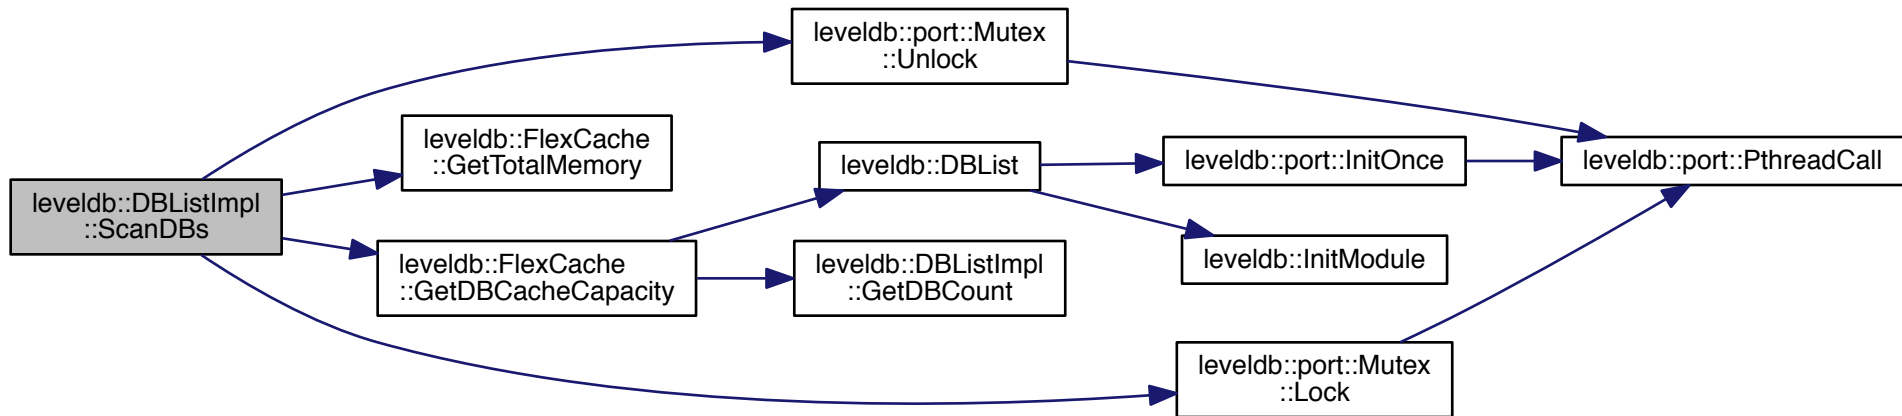 leveldb::DBListImpl
::ScanDBs
leveldb::port::Mutex
::Unlock
leveldb::FlexCache
::GetTotalMemory
leveldb::FlexCache
::GetDBCacheCapacity
leveldb::DBList
leveldb::DBListImpl
::GetDBCount
leveldb::port::InitOnce
leveldb::InitModule
leveldb::port::Mutex
::Lock
leveldb::port::PthreadCall